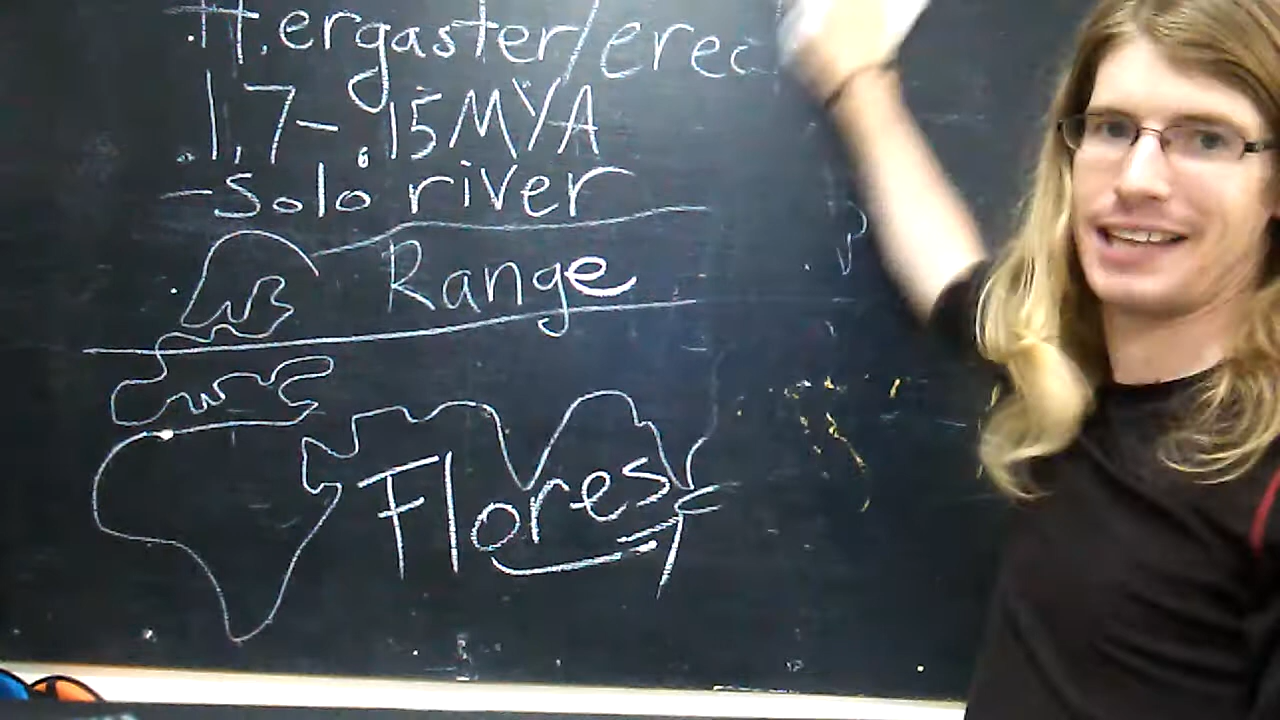 .H.ergaster/erec
1.7-.15MYA
-Solo river
Range
Flores